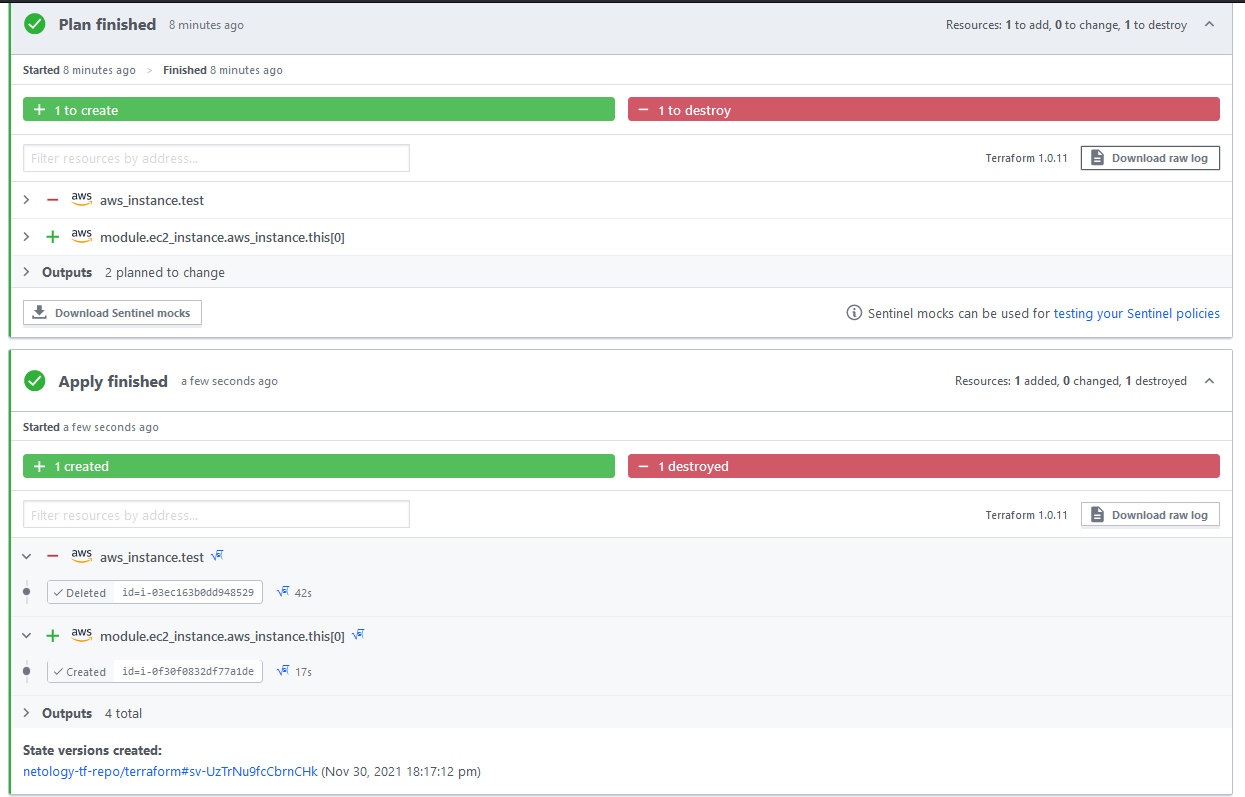 Plan finished 8 minutes ago Resources: 1 to add, 0 to change, 1 to destroy
Started 8 minutes ago > Finished 8 minutes ago
+ 1 to create − 1 to destroy
Filter resources by address... Terraform 1.0.11 Download raw log
aws aws_instance.test
aws module.ec2_instance.aws_instance.this[0]
Outputs 2 planned to change
Download Sentinel mocks Sentinel mocks can be used for testing your Sentinel policies
Apply finished a few seconds ago Resources: 1 added, 0 changed, 1 destroyed
Started a few seconds ago
+ 1 created − 1 destroyed
Filter resources by address... Terraform 1.0.11 Download raw log
aws aws_instance.test
Deleted id=i-03ec163b0dd948529 42s
aws module.ec2_instance.aws_instance.this[0]
Created id=i-0f30f0832df77a1de 17s
Outputs 4 total
State versions created:
netology-tf-repo/terraform#sv-UzTrNu9fcCbrnCHk (Nov 30, 2021 18:17:12 pm)